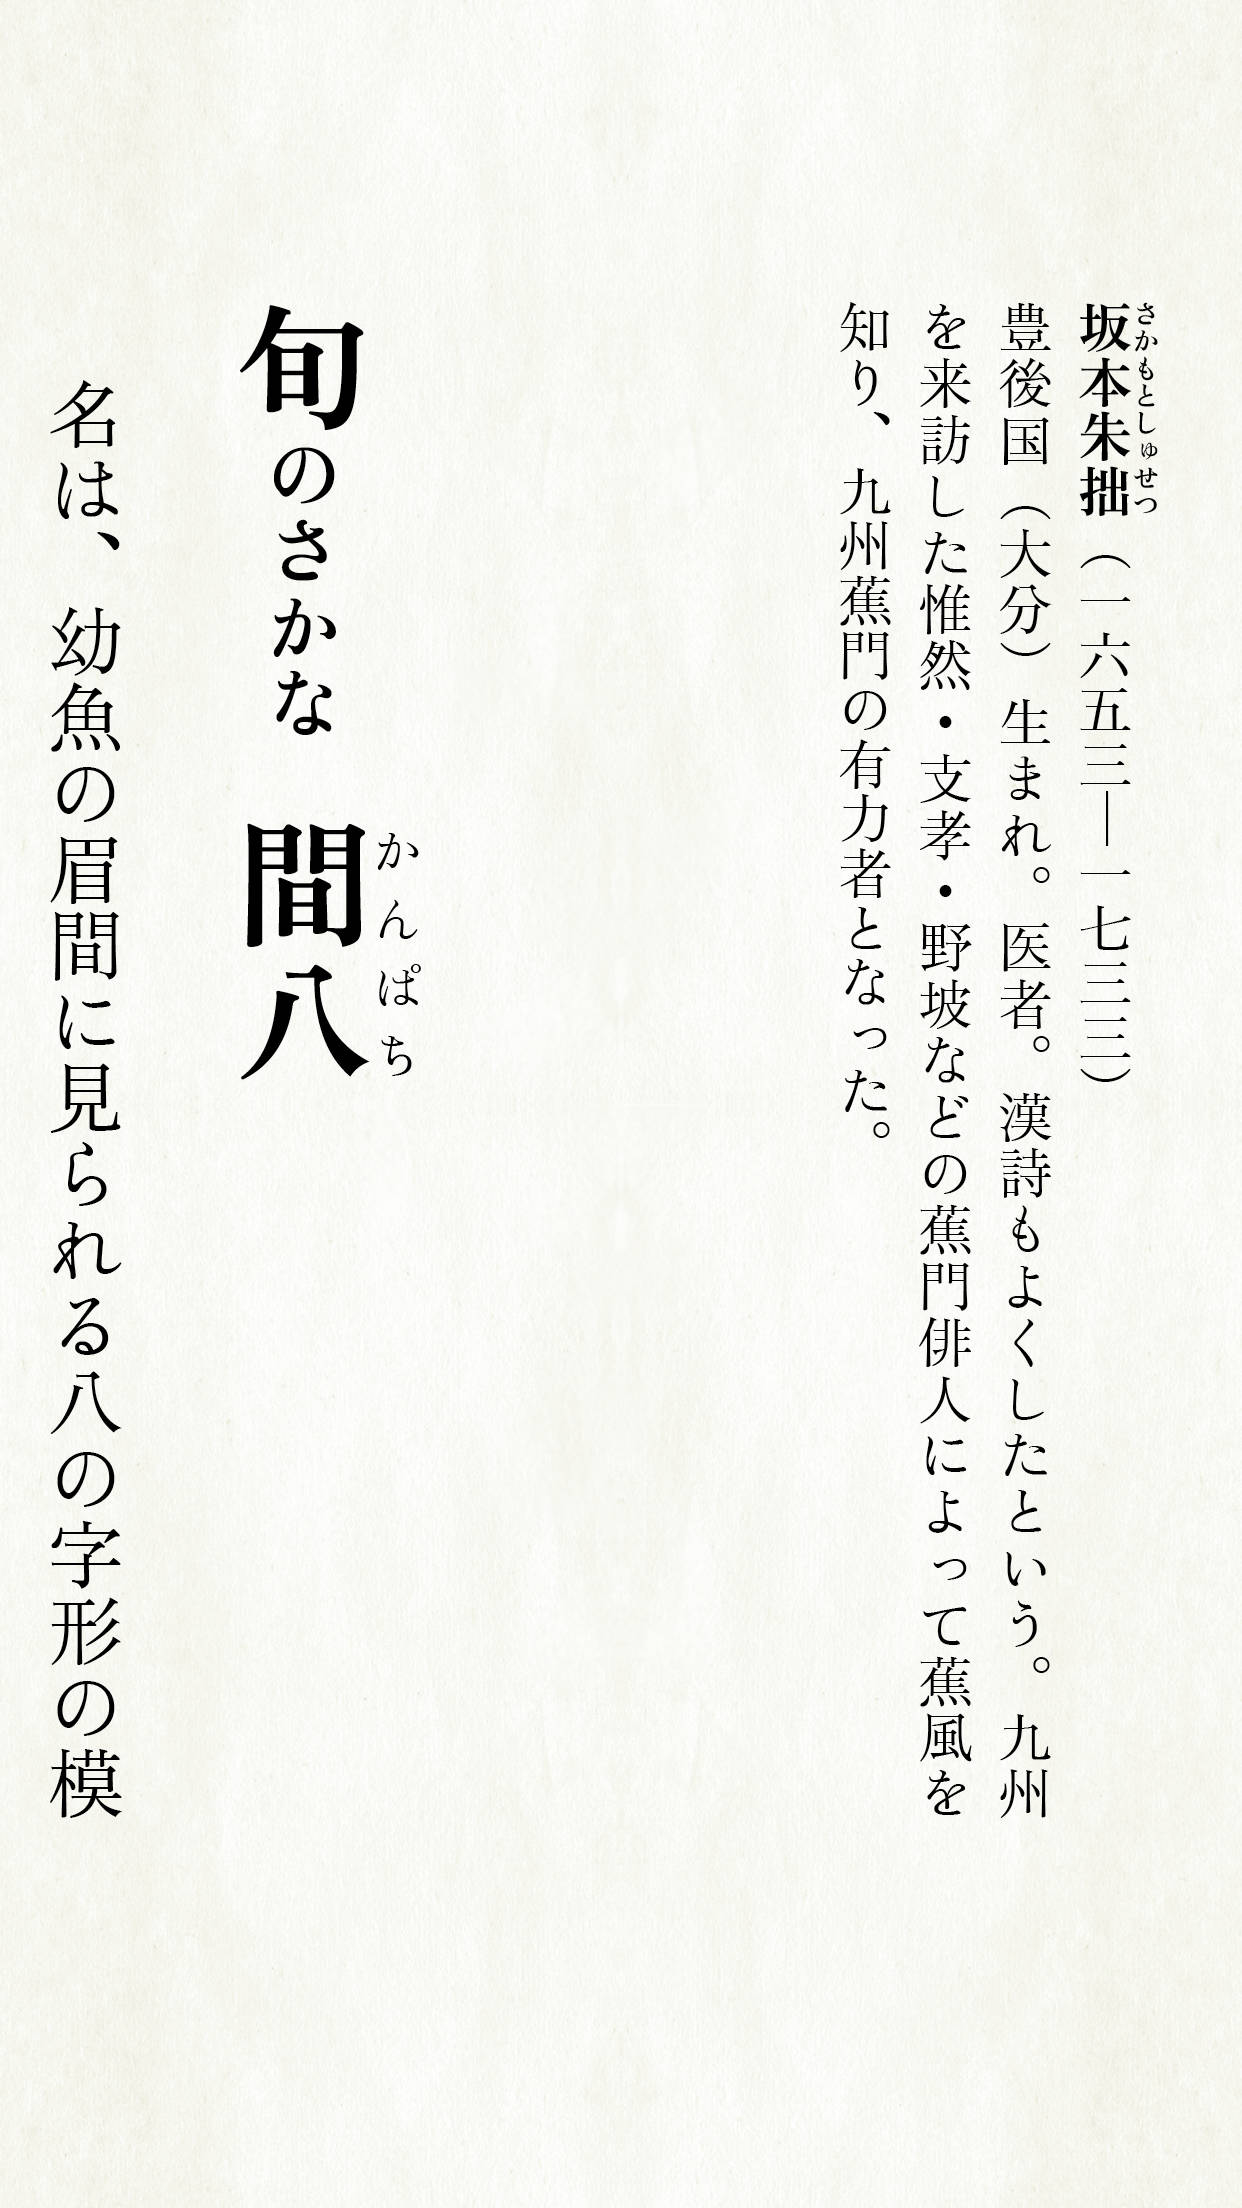 坂本朱拙（一六五三―一七三三）
さかもとしゅせつ
豊後国（大分）生まれ。医者。漢詩もよくしたという。九州
を来訪した惟然・支孝・野坡などの蕉門俳人によって蕉風を
知り、九州蕉門の有力者となった。
旬のさかな　間八
かんぱち
名は、幼魚の眉間に見られる八の字形の模